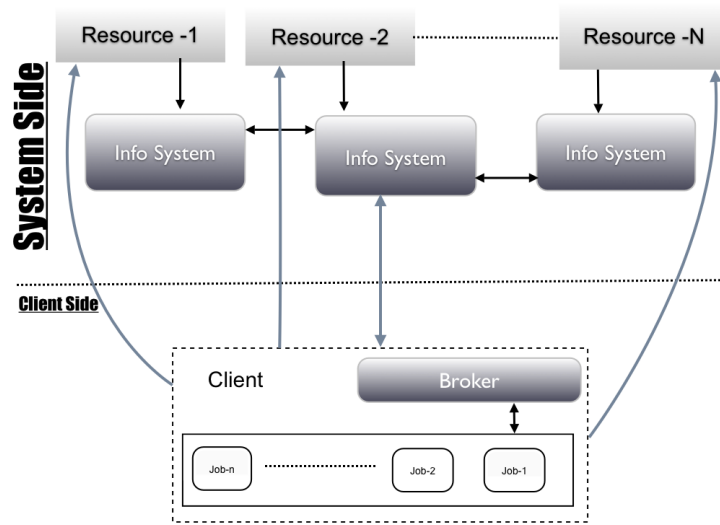 Resource -1
Resource -2
Resource -N
System Side
Info System
Info System
Info System
Client Side
Client
Broker
Job-n
Job-2
Job-1